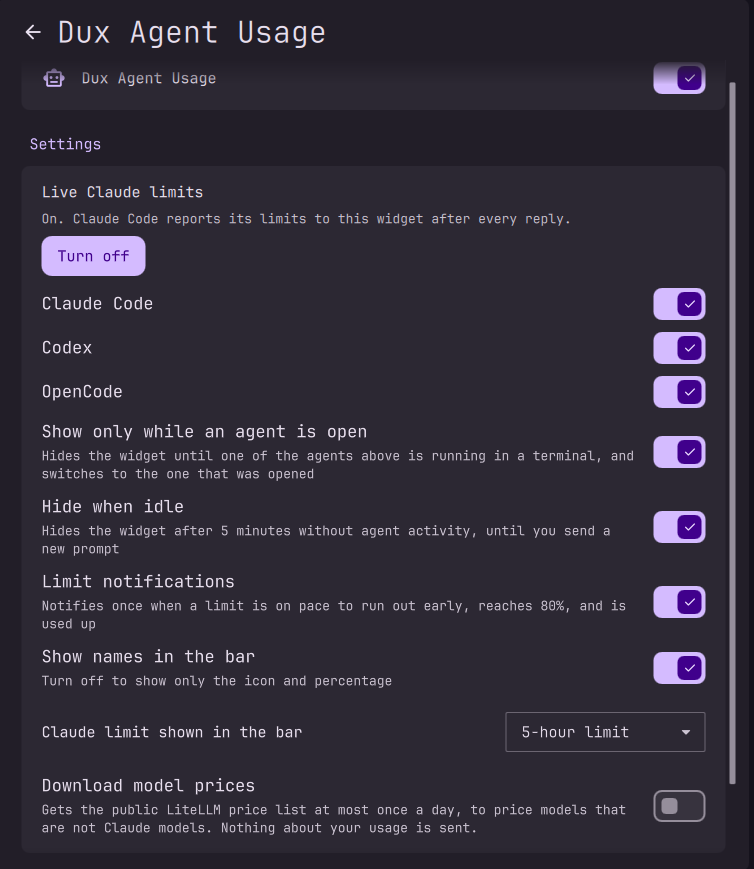 Dux Agent Usage
Dux Agent Usage
Settings
Live Claude limits
On. Claude Code reports its limits to this widget after every reply.
Turn off
Claude Code
Codex
OpenCode
Show only while an agent is open
Hides the widget until one of the agents above is running in a terminal, and
switches to the one that was opened
Hide when idle
Hides the widget after 5 minutes without agent activity, until you send a
new prompt
Limit notifications
Notifies once when a limit is on pace to run out early, reaches 80%, and is
used up
Show names in the bar
Turn off to show only the icon and percentage
Claude limit shown in the bar
5-hour limit
Download model prices
Gets the public LiteLLM price list at most once a day, to price models that
are not Claude models. Nothing about your usage is sent.